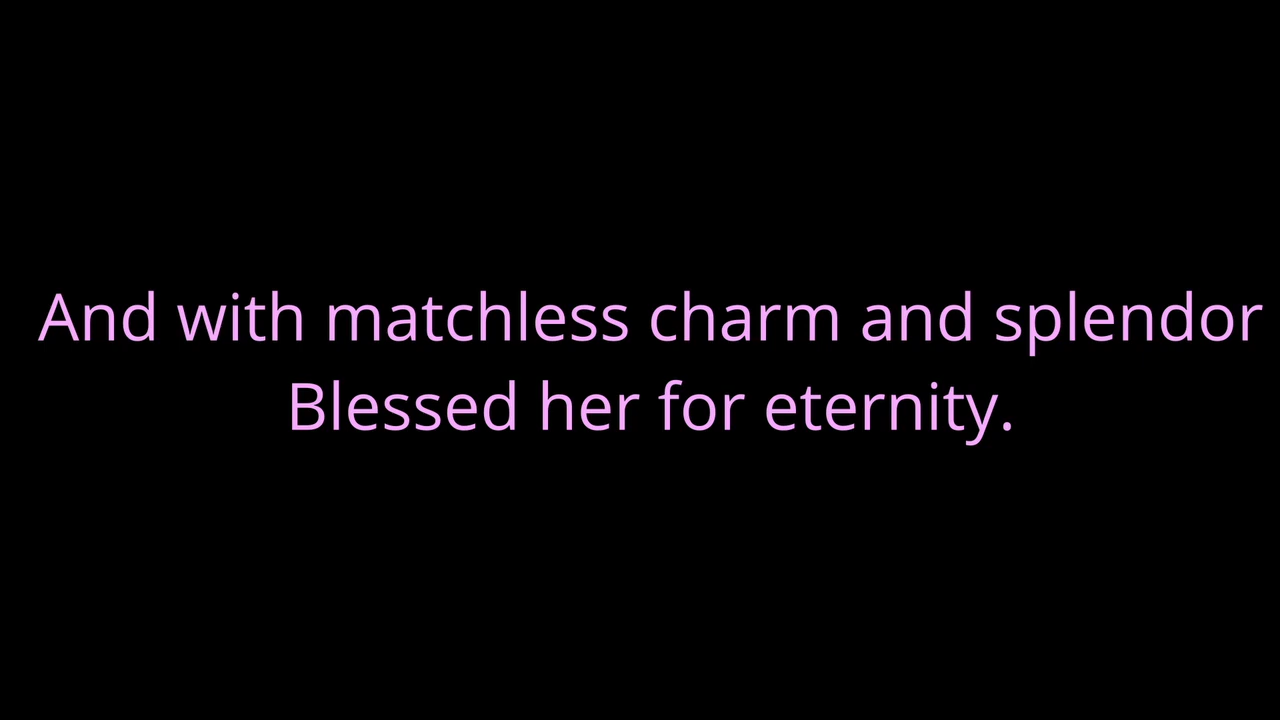 And with matchless charm and splendor
Blessed her for eternity.